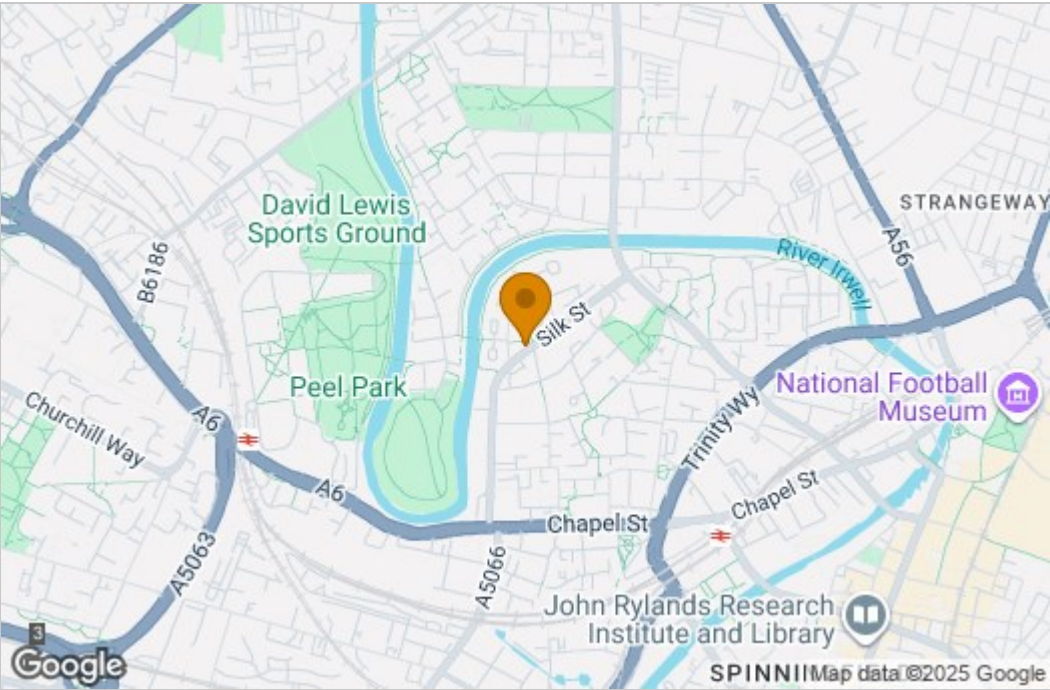 STRANGEWAY
David Lewis
Sports Ground
B6186
A56
River Irwell
Silk St
Peel Park
National Football
Museum
Churchill Way
A6
Trinity Wy
A6
Chapel St
Chapel St
A5063
A5066
John Rylands Research
Institute and Library
3
Google
SPINNI
Map data ©2025 Google